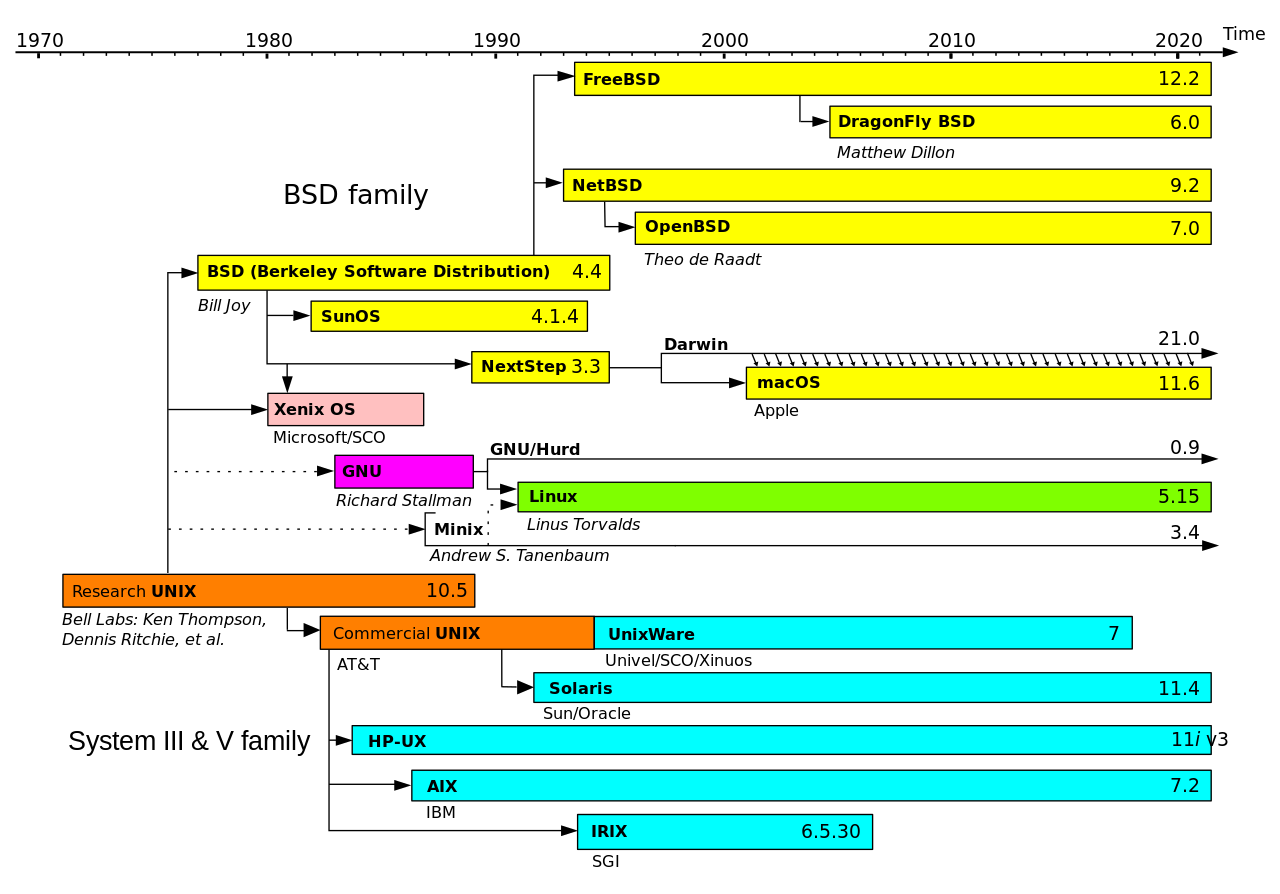 1970 1980 1990 2000 2010 2020 Time
FreeBSD 12.2
DragonFly BSD 6.0
Matthew Dillon
BSD family
NetBSD 9.2
OpenBSD 7.0
Theo de Raadt
BSD (Berkeley Software Distribution) 4.4
Bill Joy
SunOS 4.1.4
Darwin 21.0
NextStep 3.3
macOS 11.6
Apple
Xenix OS
Microsoft/SCO
GNU/Hurd 0.9
GNU
Richard Stallman
Linux 5.15
Linus Torvalds
Minix 3.4
Andrew S. Tanenbaum
Research UNIX 10.5
Bell Labs: Ken Thompson,
Dennis Ritchie, et al.
Commercial UNIX
AT&T
UnixWare 7
Univel/SCO/Xinuos
Solaris 11.4
Sun/Oracle
System III & V family
HP-UX 11i v3
AIX 7.2
IBM
IRIX 6.5.30
SGI